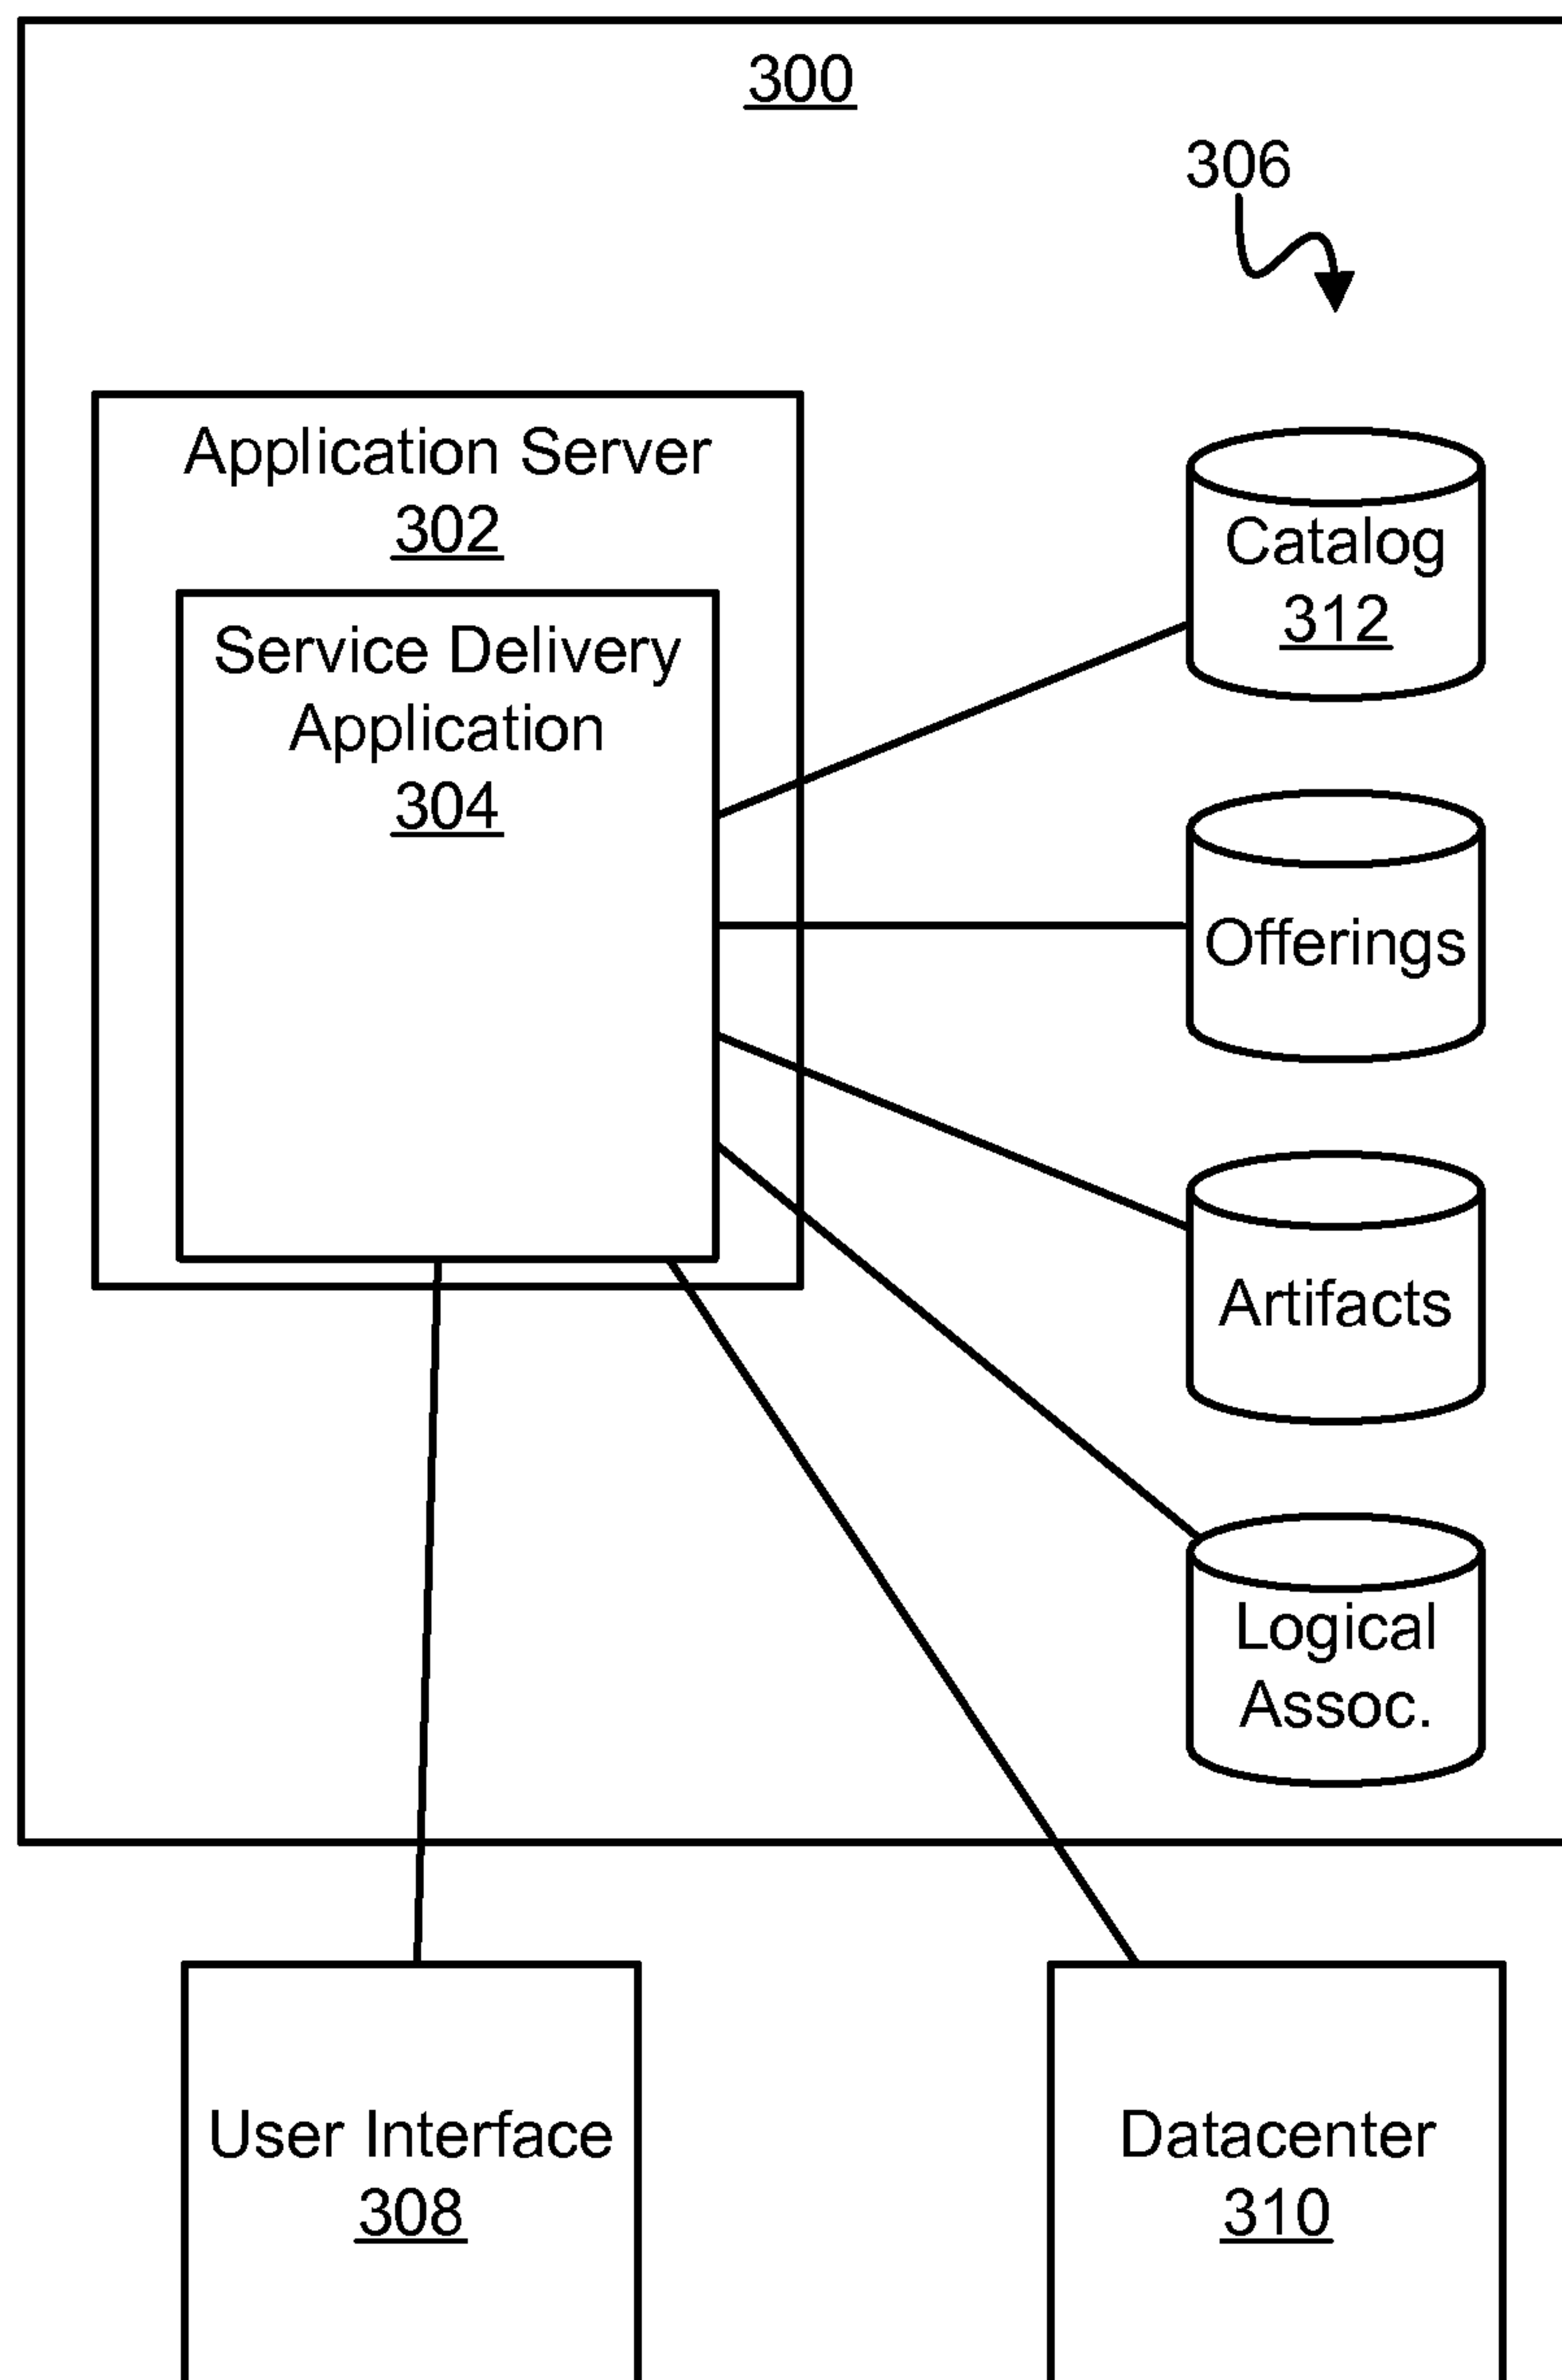 300
306
Application Server
302
Service Delivery
Application
304
Catalog
312
Offerings
Artifacts
Logical
Assoc.
User Interface
308
Datacenter
310